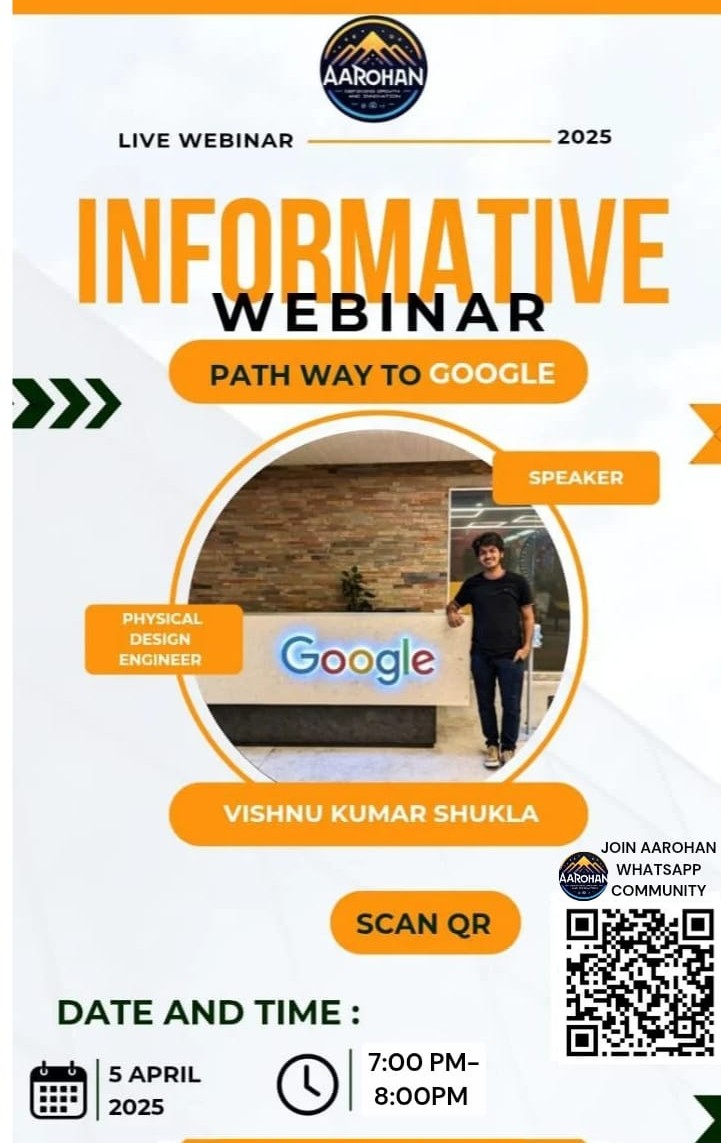 AAROHAN
LIVE WEBINAR
2025
INFORMATIVE
WEBINAR
PATH WAY TO GOOGLE
SPEAKER
PHYSICAL
DESIGN
ENGINEER
Google
VISHNU KUMAR SHUKLA
JOIN AAROHAN
WHATSAPP
COMMUNITY
AAROHAN
SCAN QR
DATE AND TIME :
5 APRIL
2025
7:00 PM-
8:00PM